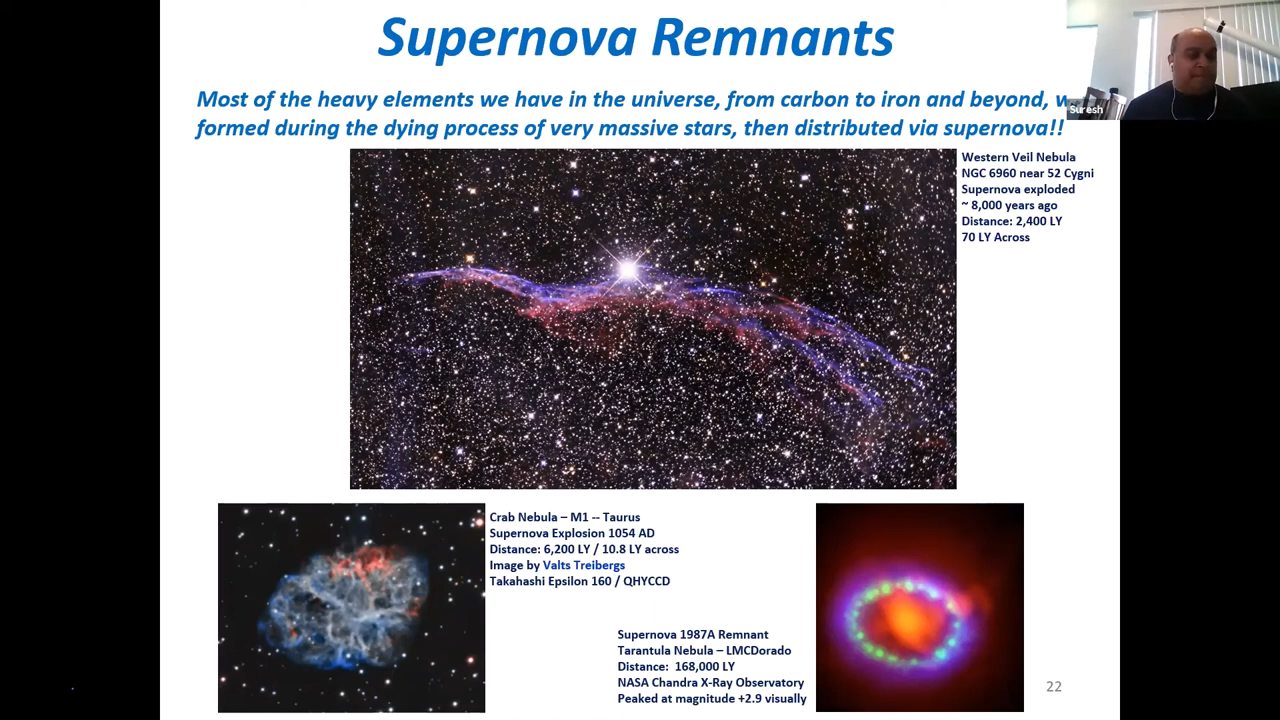 Supernova Remnants
Most of the heavy elements we have in the universe, from carbon to iron and beyond,
formed during the dying process of very massive stars, then distributed via supernova!!
Suresh
Western Veil Nebula
NGC 6960 near 52 Cygni
Supernova exploded
~ 8,000 years ago
Distance: 2,400 LY
70 LY Across
Crab Nebula – M1 -- Taurus
Supernova Explosion 1054 AD
Distance: 6,200 LY / 10.8 LY across
Image by Valts Treibergs
Takahashi Epsilon 160 / QHYCCD
Supernova 1987A Remnant
Tarantula Nebula – LMCDorado
Distance: 168,000 LY
NASA Chandra X-Ray Observatory
Peaked at magnitude +2.9 visually
22